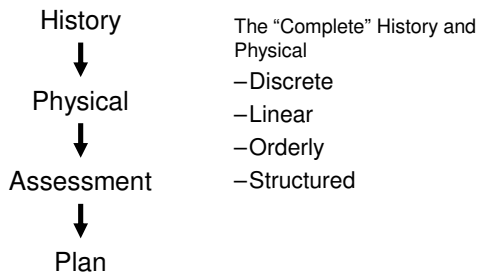 History
Physical
Assessment
Plan
The “Complete” History and
Physical
–Discrete
–Linear
–Orderly
–Structured